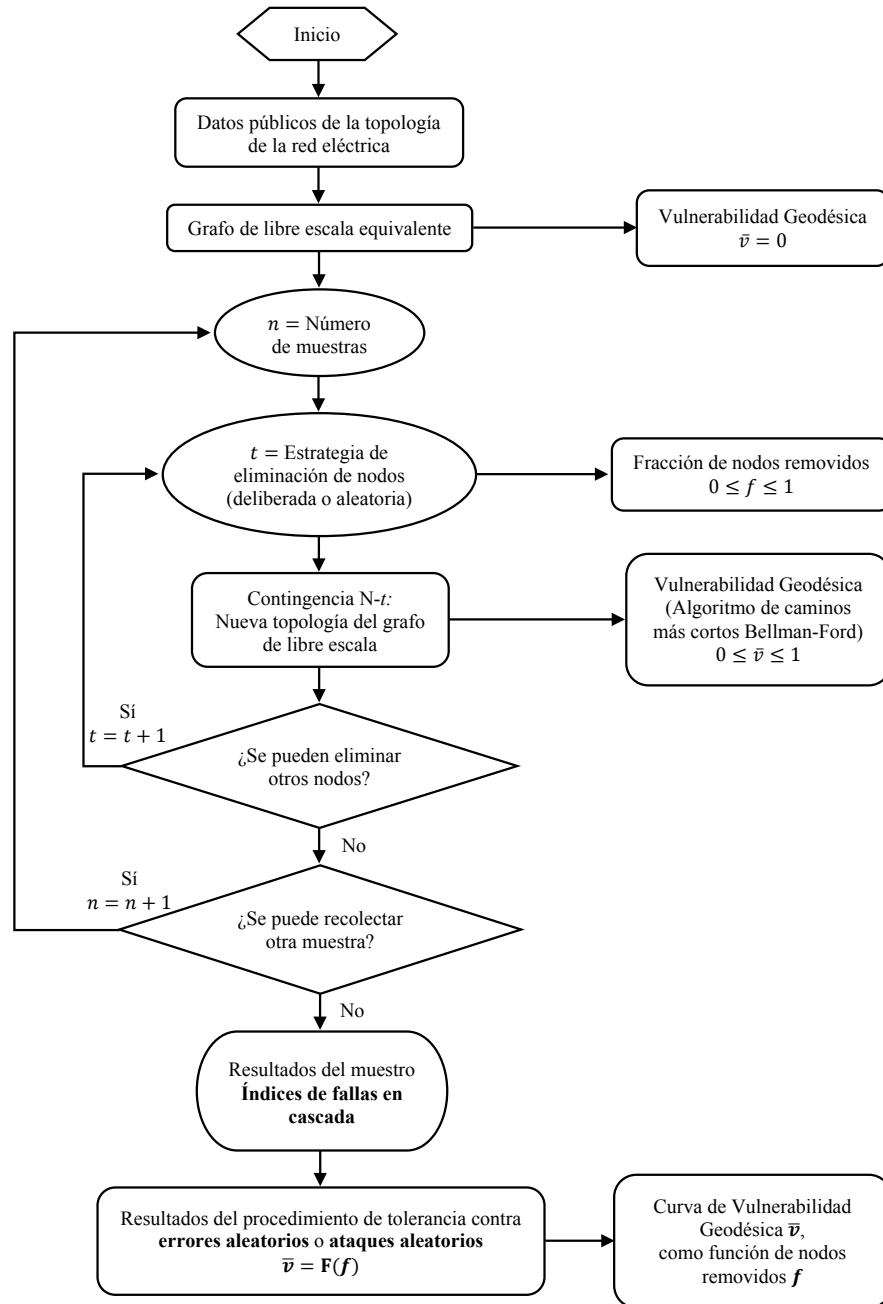 Inicio
Datos públicos de la topología
de la red eléctrica
Grafo de libre escala equivalente
Vulnerabilidad Geodésica
v̄ = 0
n = Número
de muestras
t = Estrategia de
eliminación de nodos
(deliberada o aleatoria)
Fracción de nodos removidos
0 ≤ f ≤ 1
Contingencia N-t:
Nueva topología del grafo
de libre escala
Vulnerabilidad Geodésica
(Algoritmo de caminos
más cortos Bellman-Ford)
0 ≤ v̄ ≤ 1
Sí
t = t + 1
¿Se pueden eliminar
otros nodos?
No
Sí
n = n + 1
¿Se puede recolectar
otra muestra?
No
Resultados del muestro
Índices de fallas en
cascada
Resultados del procedimiento de tolerancia contra
errores aleatorios o ataques aleatorios
v̄ = F(f)
Curva de Vulnerabilidad
Geodésica v̄,
como función de nodos
removidos f